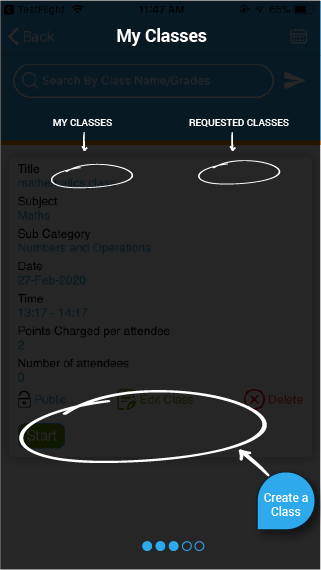 TestFlight 11:47 AM 65%
Back My Classes
Search By Class Name/Grades
MY CLASSES REQUESTED CLASSES
Title
mathematics class
Subject
Maths
Sub Category
Numbers and Operations
Date
27-Feb-2020
Time
13:17 - 14:17
Points Charged per attendee
2
Number of attendees
0
Public Edit Class Delete
Start
Create a
Class